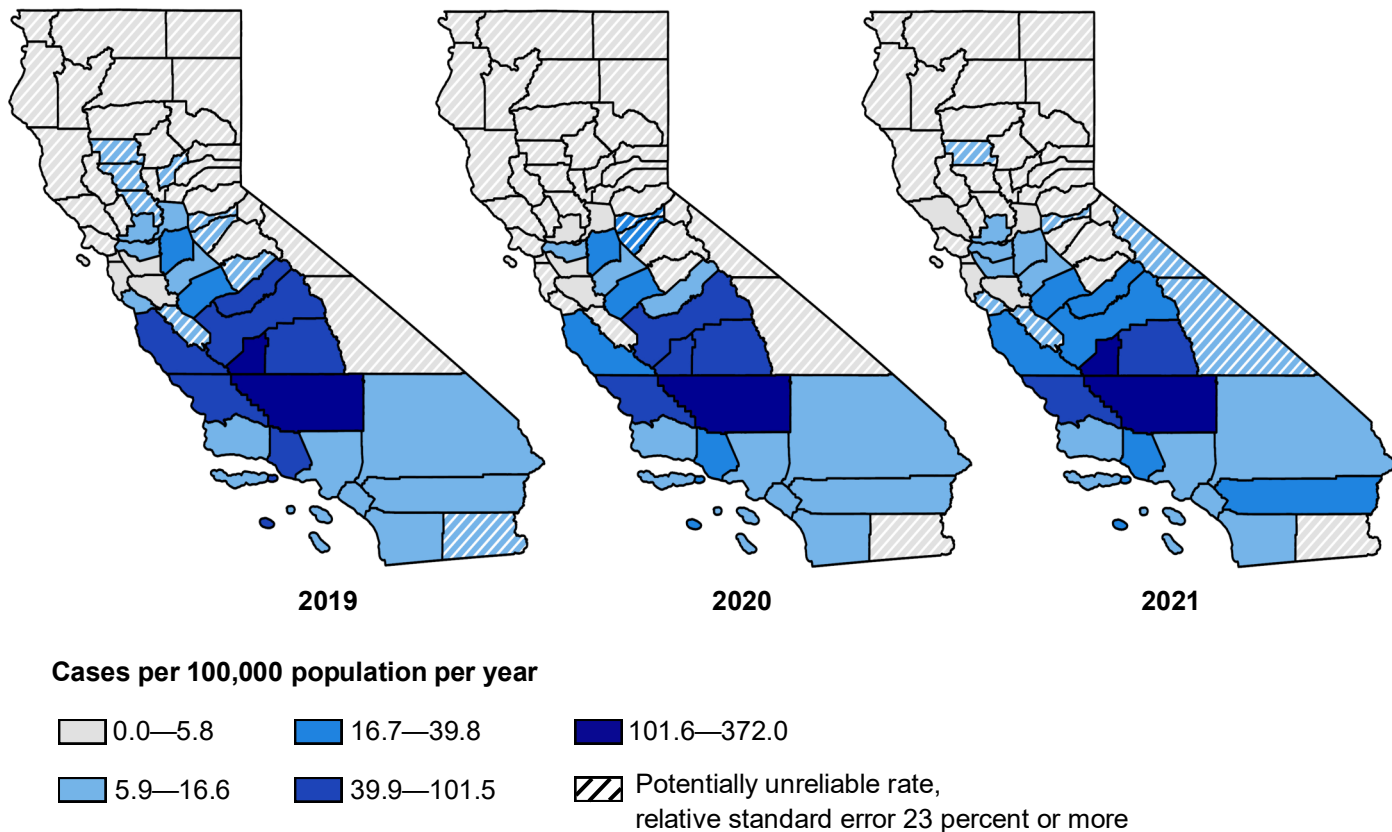 2019
2020
2021
Cases per 100,000 population per year
0.0—5.8
16.7—39.8
101.6—372.0
5.9—16.6
39.9—101.5
Potentially unreliable rate,
relative standard error 23 percent or more